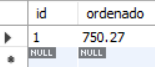 id ordenado
1 750.27
NULL NULL